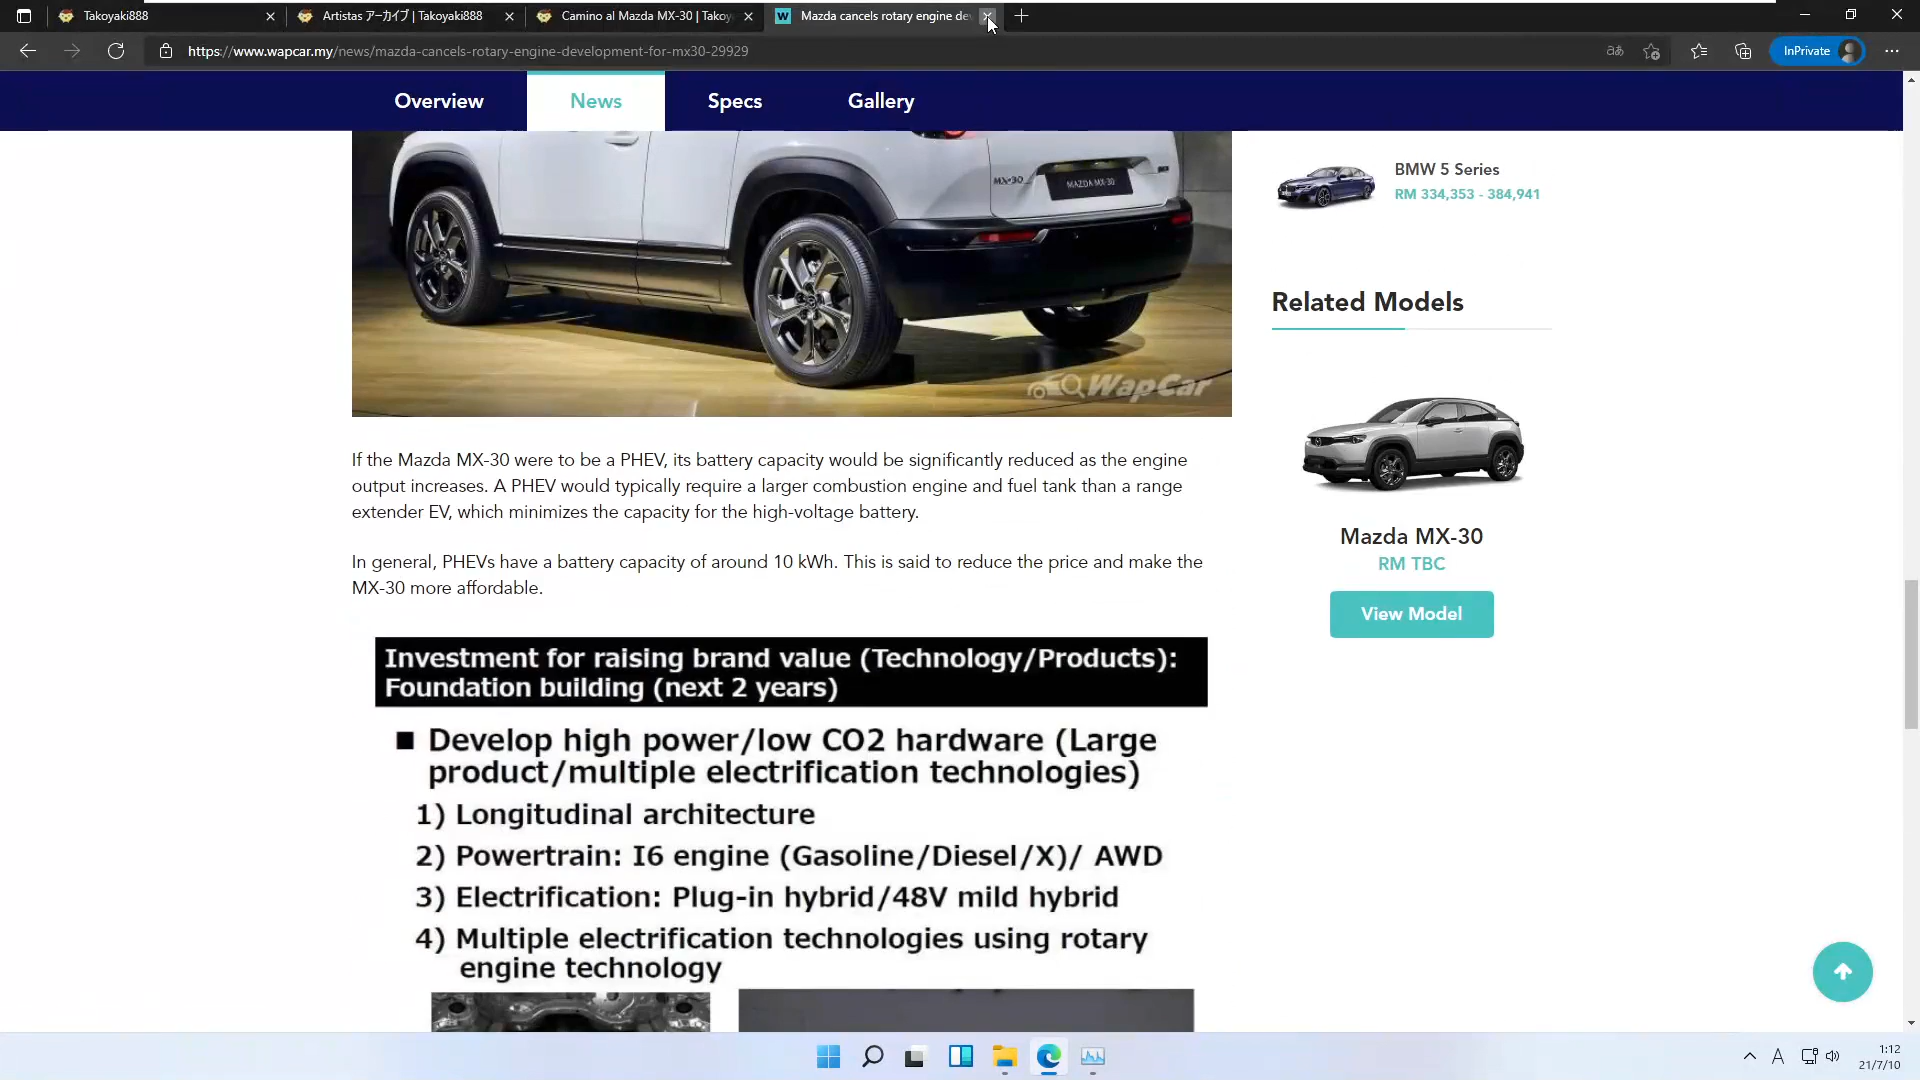 Takoyaki888
Artistas アーカイブ | Takoyaki888
Camino al Mazda MX-30 | Takoy
W
Mazda cancels rotary engine de
https://www.wapcar.my/news/mazda-cancels-rotary-engine-development-for-mx30-29929
InPrivate
Overview
News
Specs
Gallery
MX-30
MAZDA MX-30
WapCar
BMW 5 Series
RM 334,353 - 384,941
Related Models
Mazda MX-30
RM TBC
View Model
If the Mazda MX-30 were to be a PHEV, its battery capacity would be significantly reduced as the engine
output increases. A PHEV would typically require a larger combustion engine and fuel tank than a range
extender EV, which minimizes the capacity for the high-voltage battery.
In general, PHEVs have a battery capacity of around 10 kWh. This is said to reduce the price and make the
MX-30 more affordable.
Investment for raising brand value (Technology/Products):
Foundation building (next 2 years)
■ Develop high power/low CO2 hardware (Large
product/multiple electrification technologies)
1) Longitudinal architecture
2) Powertrain: I6 engine (Gasoline/Diesel/X)/ AWD
3) Electrification: Plug-in hybrid/48V mild hybrid
4) Multiple electrification technologies using rotary
engine technology
A
1:12
21/7/10